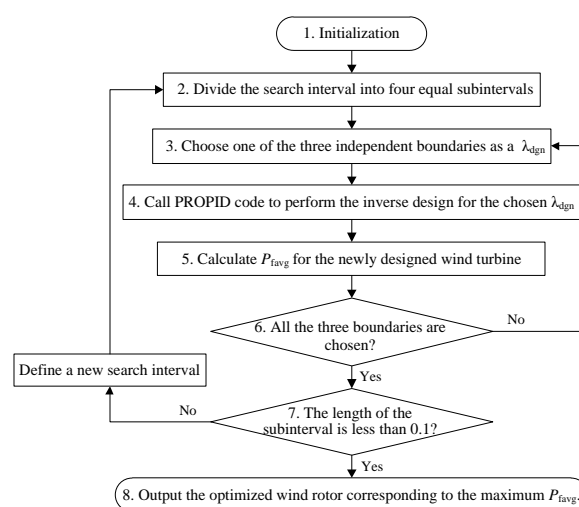 1. Initialization
2. Divide the search interval into four equal subintervals
3. Choose one of the three independent boundaries as a λdgn
4. Call PROPID code to perform the inverse design for the chosen λdgn
5. Calculate Pfavg for the newly designed wind turbine
6. All the three boundaries are
chosen?
No
Yes
Define a new search interval
7. The length of the
subinterval is less than 0.1?
No
Yes
8. Output the optimized wind rotor corresponding to the maximum Pfavg.